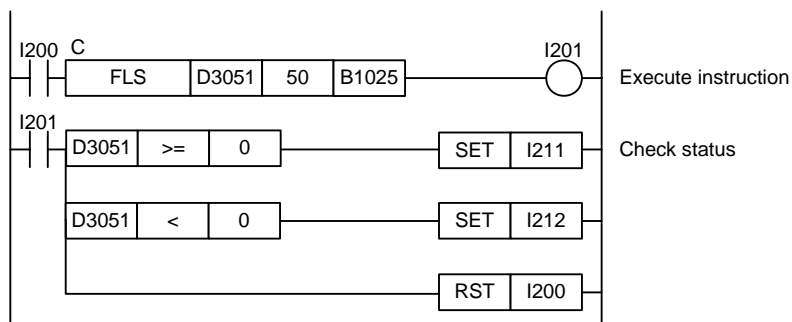 I200 C I201
FLS D3051 50 B1025 Execute instruction
I201
D3051 >= 0 SET I211 Check status
D3051 < 0 SET I212
RST I200